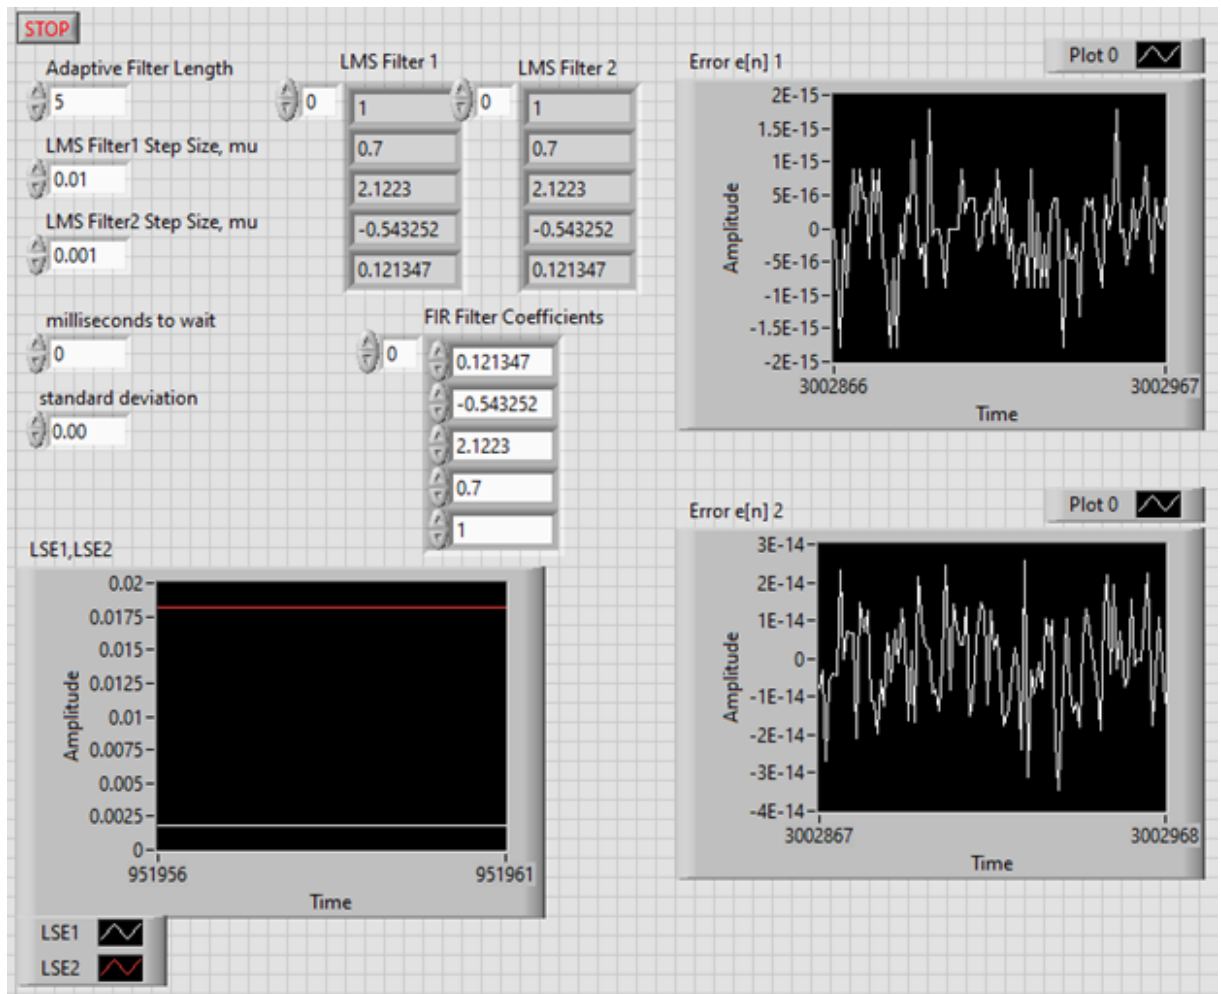 STOP
Adaptive Filter Length
5
LMS Filter1 Step Size, mu
0.01
LMS Filter2 Step Size, mu
0.001
milliseconds to wait
0
standard deviation
0.00
LMS Filter 1
0
1
0.7
2.1223
-0.543252
0.121347
LMS Filter 2
0
1
0.7
2.1223
-0.543252
0.121347
FIR Filter Coefficients
0
0.121347
-0.543252
2.1223
0.7
1
Error e[n] 1
Plot 0
2E-15
1.5E-15
1E-15
5E-16
0
-5E-16
-1E-15
-1.5E-15
-2E-15
Amplitude
3002866
3002967
Time
Error e[n] 2
Plot 0
3E-14
2E-14
1E-14
0
-1E-14
-2E-14
-3E-14
-4E-14
Amplitude
3002867
3002968
Time
LSE1,LSE2
0.02
0.0175
0.015
0.0125
0.01
0.0075
0.005
0.0025
0
Amplitude
951956
951961
Time
LSE1
LSE2